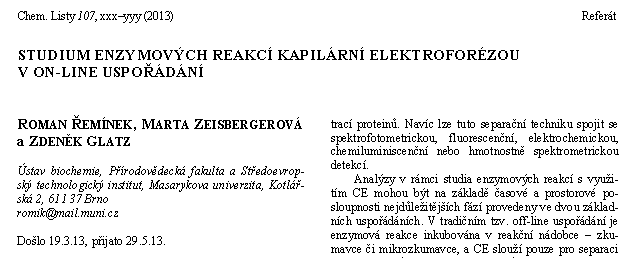 Chem. Listy 107, xxx–yyy (2013)
Referát
STUDIUM ENZYMOVÝCH REAKCÍ KAPILÁRNÍ ELEKTROFORÉZOU
V ON-LINE USPOŘÁDÁNÍ
ROMAN ŘEMÍNEK, MARTA ZEISBERGEROVÁ
a ZDENĚK GLATZ
Ústav biochemie, Přírodovědecká fakulta a Středoevrop-
ský technologický institut, Masarykova univerzita, Kotlář-
ská 2, 611 37 Brno
romik@mail.muni.cz
Došlo 19.3.13, přijato 29.5.13.
trací proteinů. Navíc lze tuto separační techniku spojit se
spektrofotometrickou, fluorescenční, elektrochemickou,
chemiluminiscenční nebo hmotnostně spektrometrickou
detekcí.
Analýzy v rámci studia enzymových reakcí s využi-
tím CE mohou být na základě časové a prostorové po-
sloupnosti nejdůležitějších fází provedeny ve dvou základ-
ních uspořádáních. V tradičním tzv. off-line uspořádání je
enzymová reakce inkubována v reakční nádobce – zku-
mavce či mikrozkumavce, a CE slouží pouze pro separaci